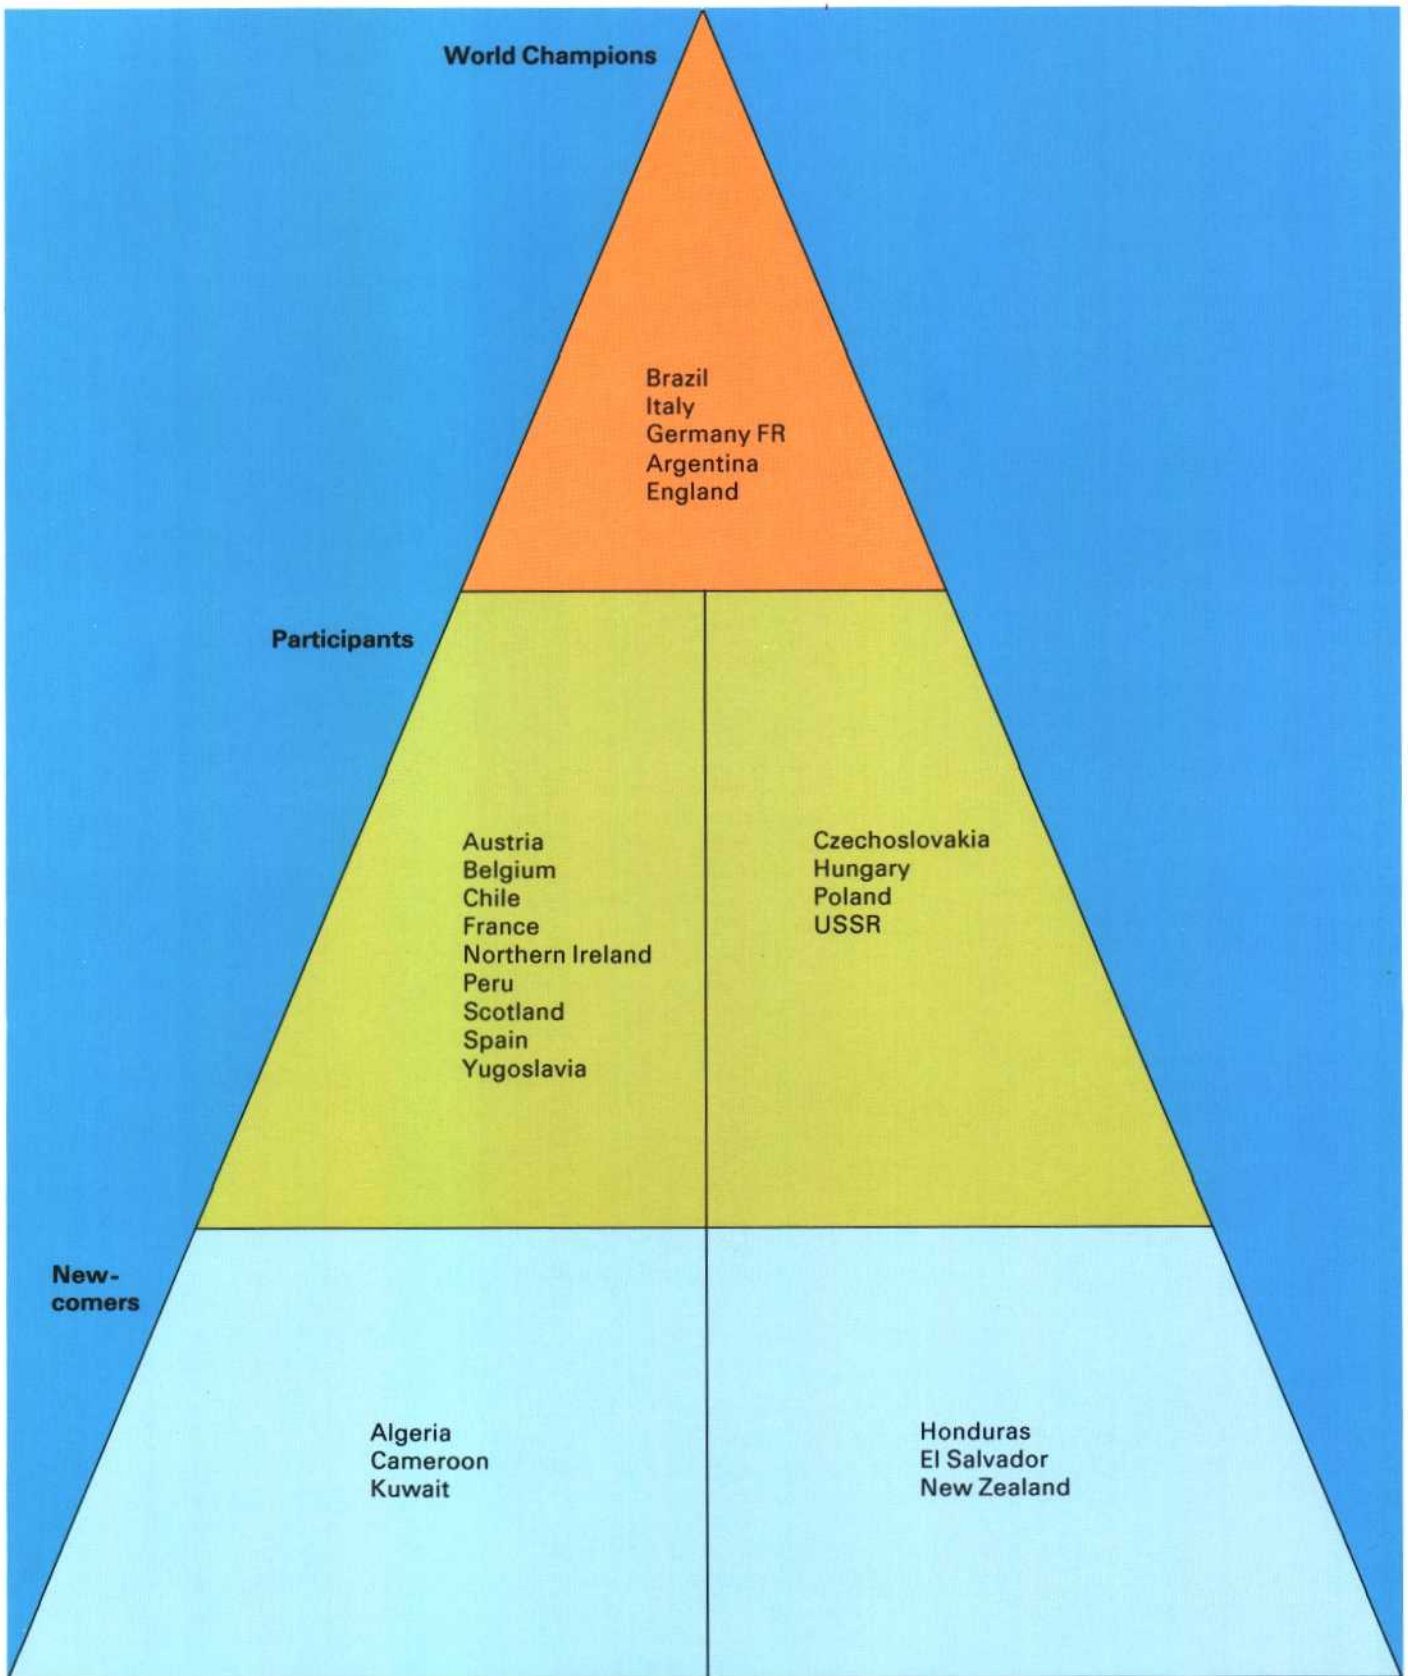 World Champions
Brazil
Italy
Germany FR
Argentina
England
Participants
Austria
Belgium
Chile
France
Northern Ireland
Peru
Scotland
Spain
Yugoslavia
Czechoslovakia
Hungary
Poland
USSR
New-
comers
Algeria
Cameroon
Kuwait
Honduras
El Salvador
New Zealand